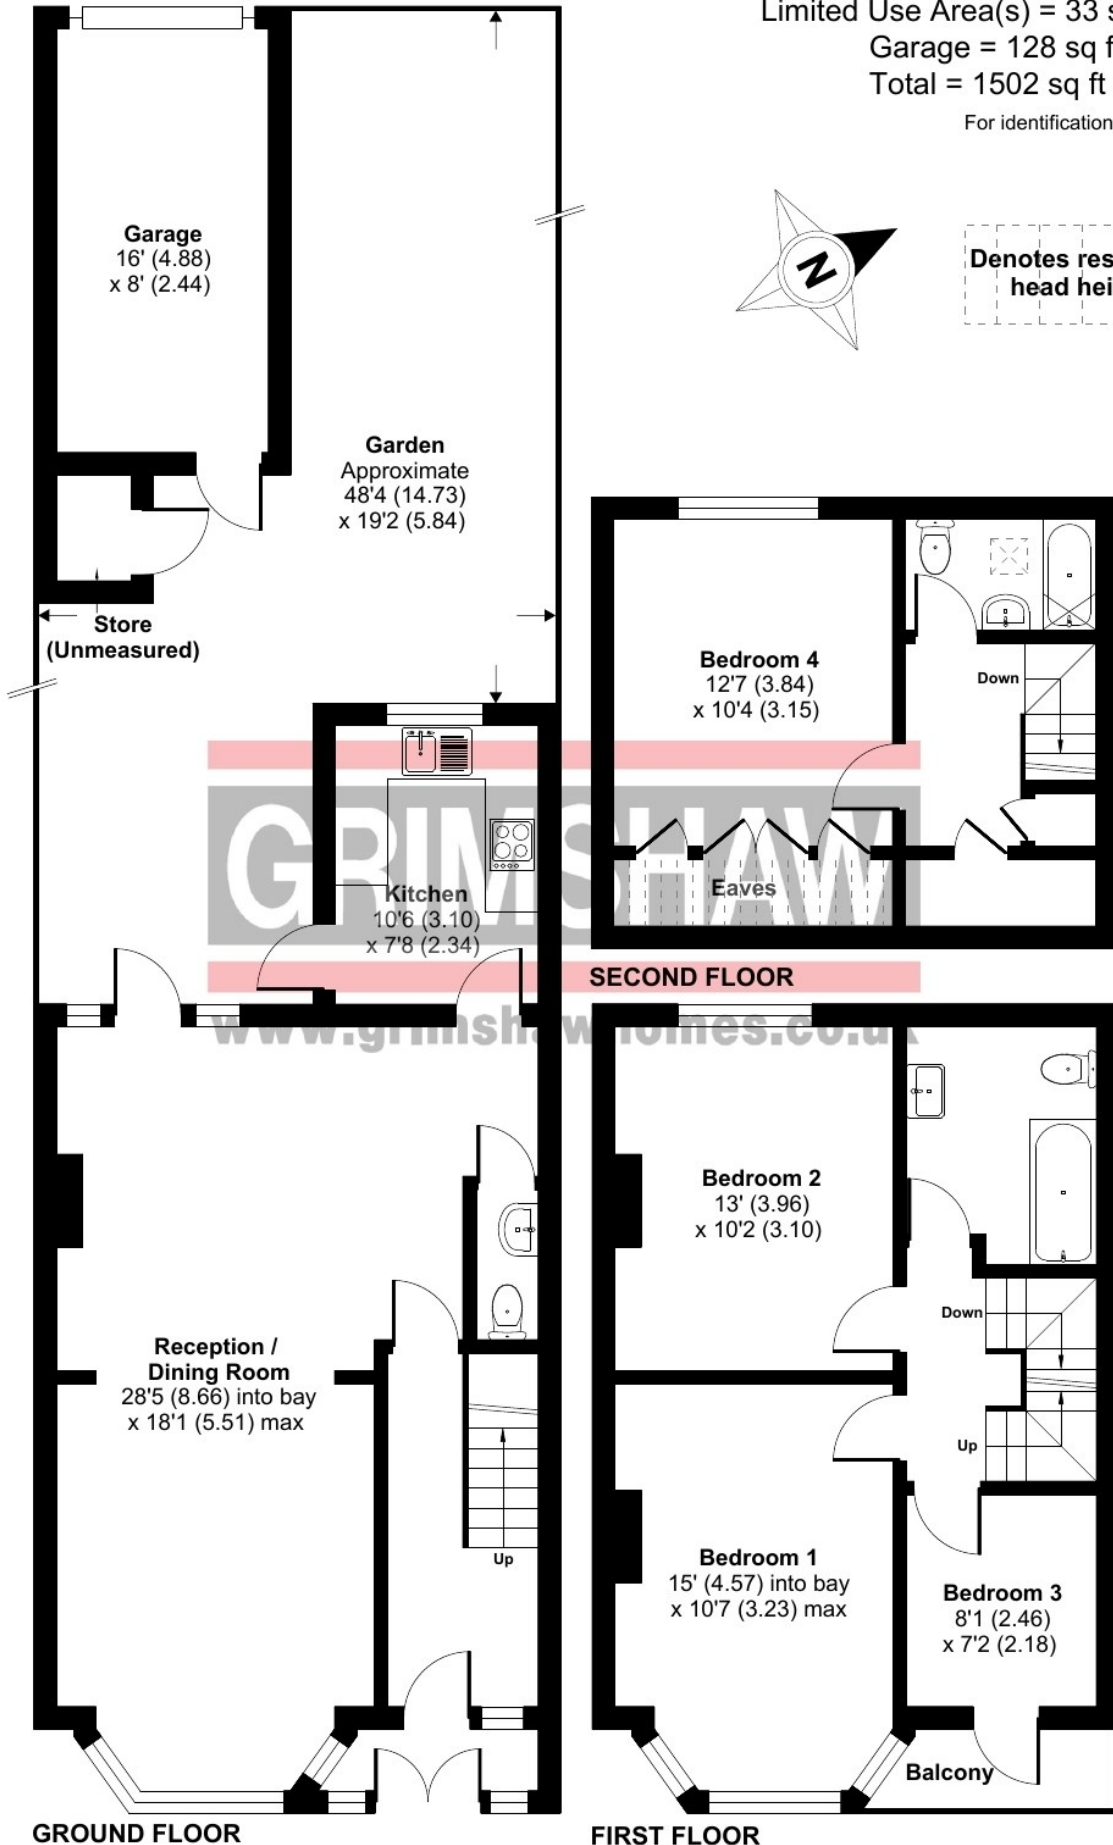 Limited Use Area(s) = 33 s
Garage = 128 sq f
Total = 1502 sq ft
For identification
N
Denotes res
head hei
Garage
16' (4.88)
x 8' (2.44)
Garden
Approximate
48'4 (14.73)
x 19'2 (5.84)
Store
(Unmeasured)
Kitchen
10'6 (3.10)
x 7'8 (2.34)
Reception /
Dining Room
28'5 (8.66) into bay
x 18'1 (5.51) max
Up
GROUND FLOOR
Bedroom 4
12'7 (3.84)
x 10'4 (3.15)
Down
Eaves
SECOND FLOOR
GRIMSHAW
www.grimshawhomes.co.uk
Bedroom 2
13' (3.96)
x 10'2 (3.10)
Down
Up
Bedroom 1
15' (4.57) into bay
x 10'7 (3.23) max
Bedroom 3
8'1 (2.46)
x 7'2 (2.18)
Balcony
FIRST FLOOR